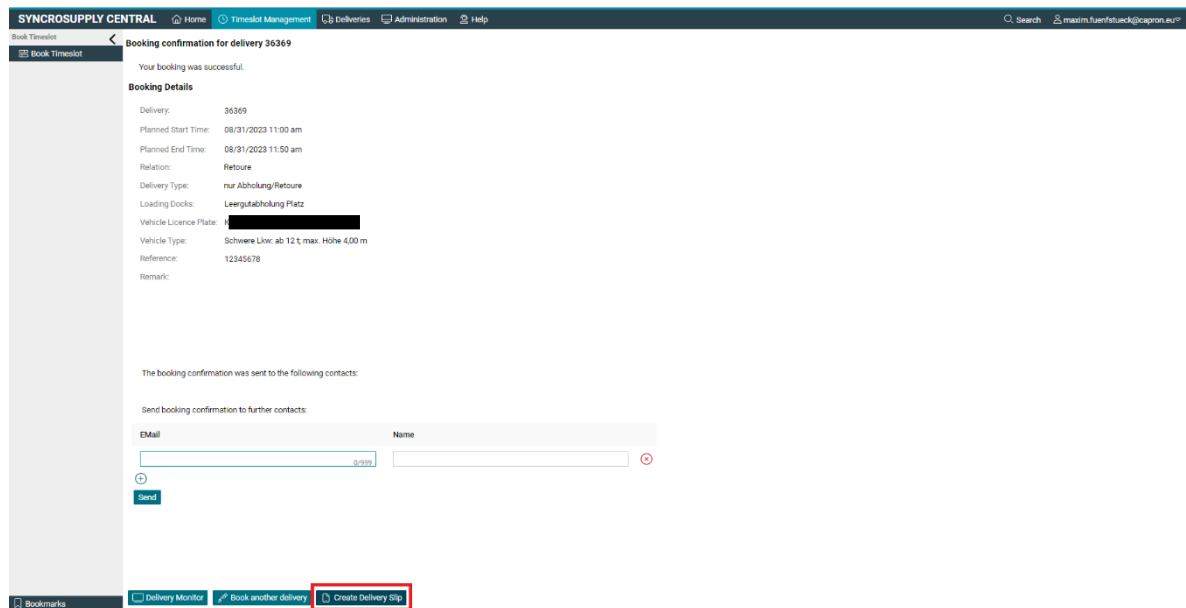 SYNCROSUPPLY CENTRAL Home Timeslot Management Deliveries Administration Help Search maxim.fuenfstueck@capron.eu
Book Timeslot
Book Timeslot
Booking confirmation for delivery 36369
Your booking was successful.
Booking Details
Delivery: 36369
Planned Start Time: 08/31/2023 11:00 am
Planned End Time: 08/31/2023 11:50 am
Relation: Retoure
Delivery Type: nur Abholung/Retoure
Loading Docks: Leergutabholung Platz
Vehicle Licence Plate: K
Vehicle Type: Schwere Lkw: ab 12 t; max. Höhe 4,00 m
Reference: 12345678
Remark:
The booking confirmation was sent to the following contacts:
Send booking confirmation to further contacts:
EMail Name
0/999
Send
Delivery Monitor Book another delivery Create Delivery Slip
Bookmarks